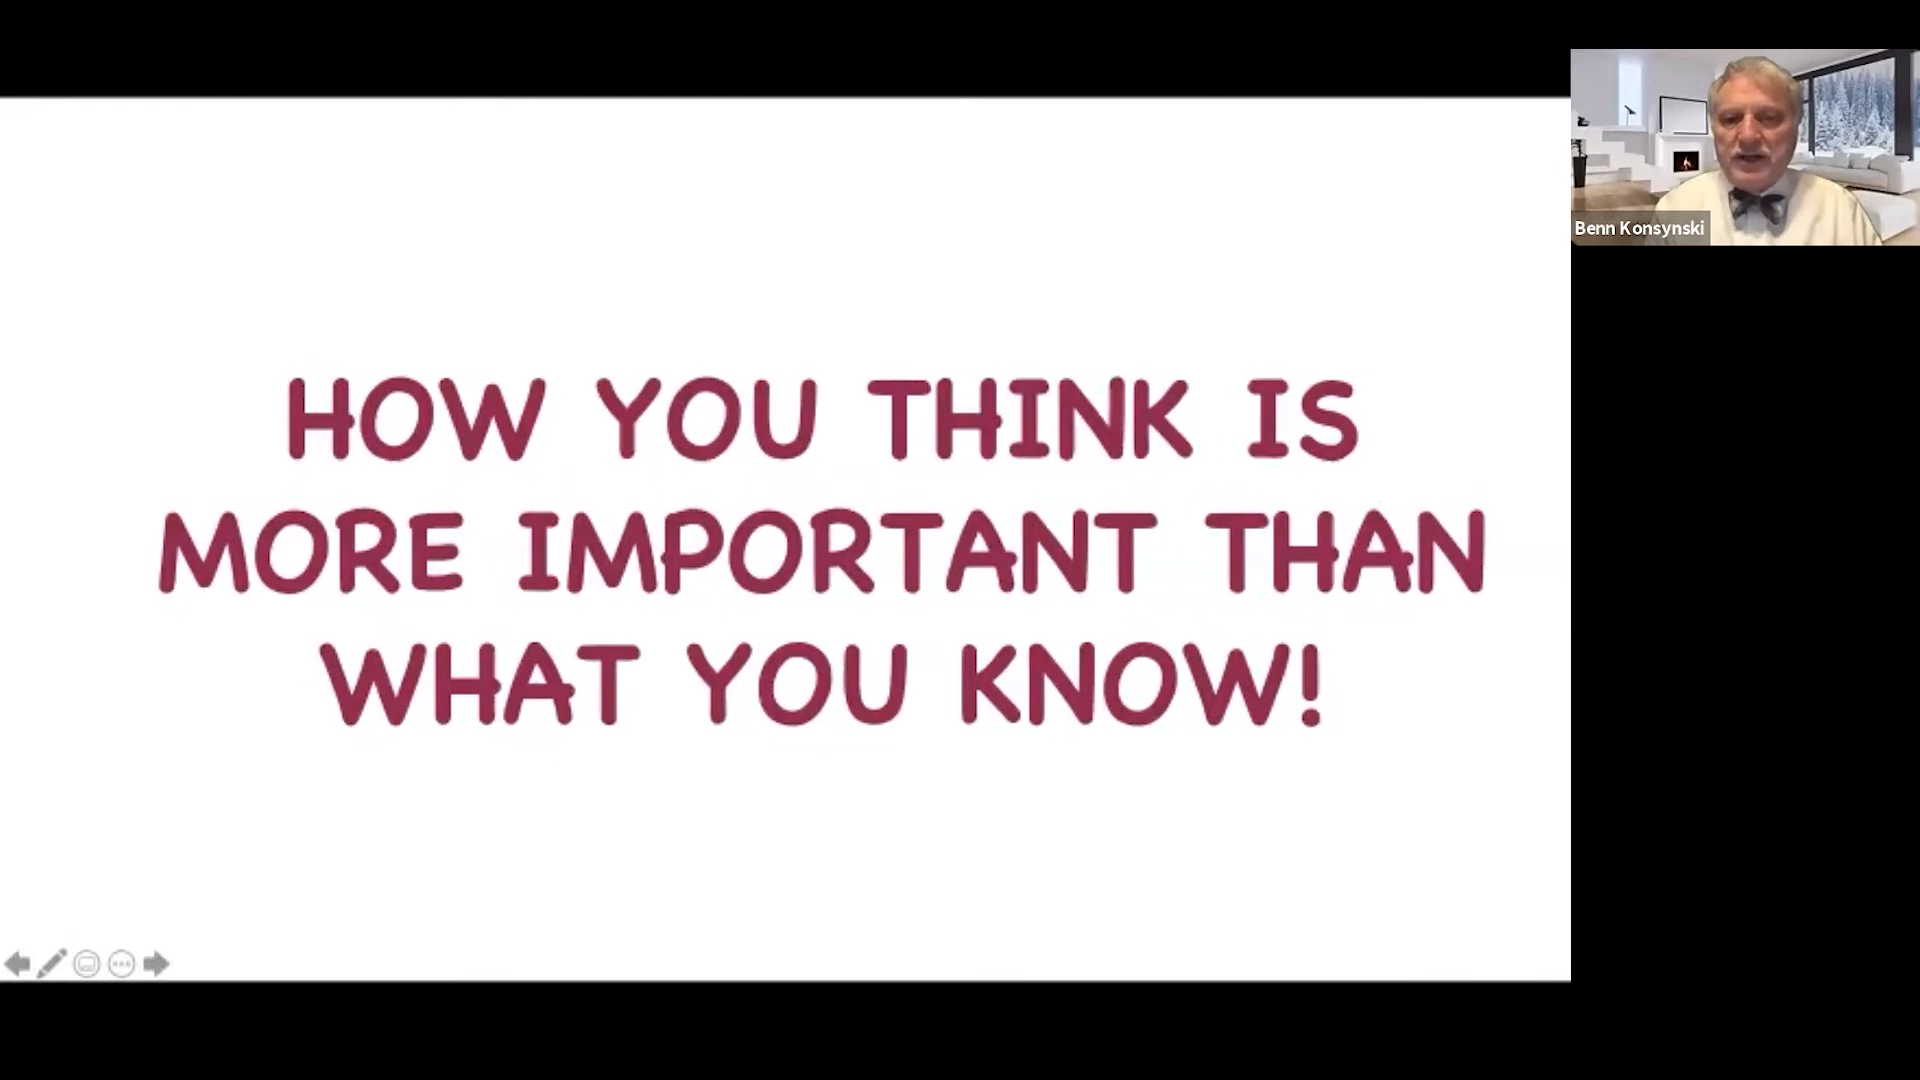 HOW YOU THINK IS
MORE IMPORTANT THAN
WHAT YOU KNOW!
Benn Konsynski